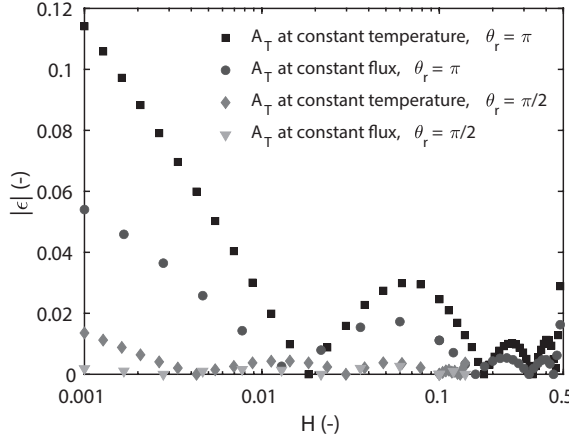 0.12
0.1
0.08
0.06
0.04
0.02
0
|ϵ| (-)
A_T at constant temperature, θ_r = π
A_T at constant flux, θ_r = π
A_T at constant temperature, θ_r = π/2
A_T at constant flux, θ_r = π/2
0.001 0.01 0.1 0.5
H (-)